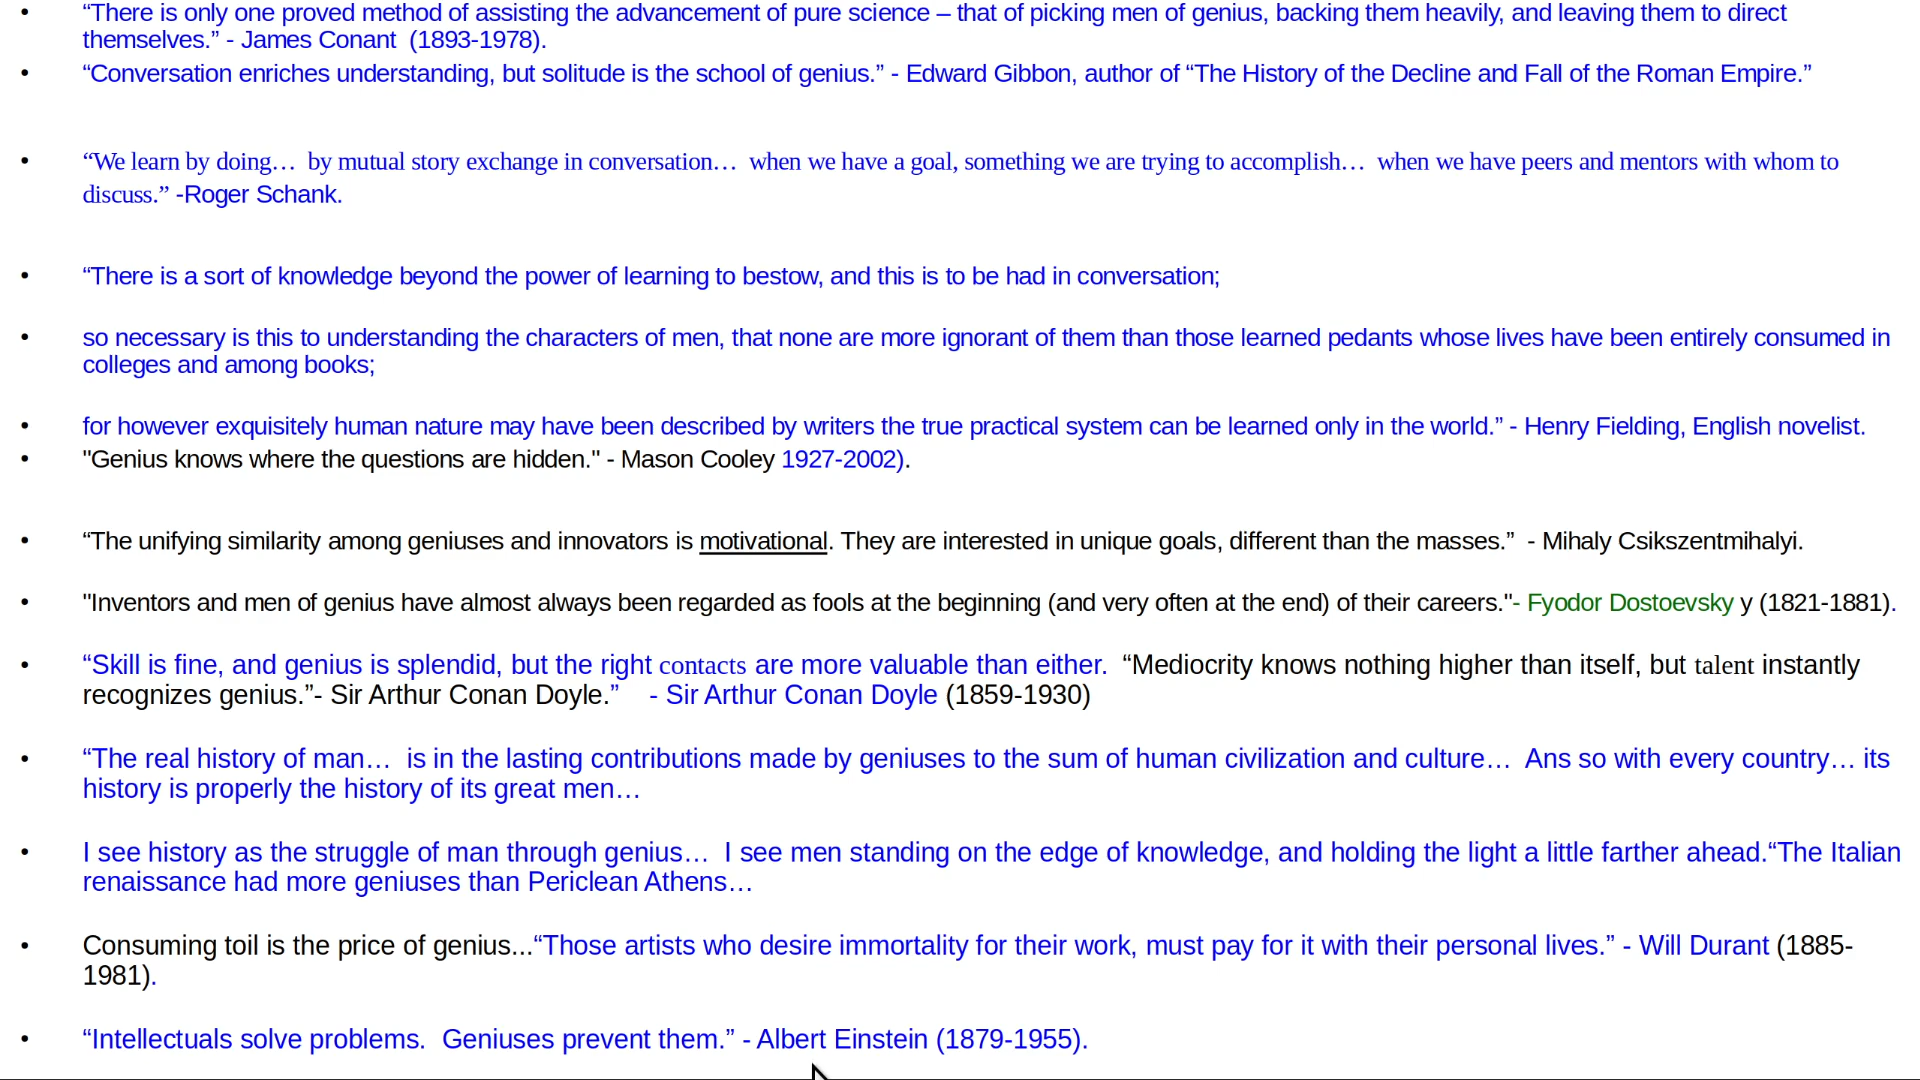 • “There is only one proved method of assisting the advancement of pure science – that of picking men of genius, backing them heavily, and leaving them to direct
themselves.” - James Conant  (1893-1978).
• “Conversation enriches understanding, but solitude is the school of genius.” - Edward Gibbon, author of “The History of the Decline and Fall of the Roman Empire.”
• “We learn by doing…  by mutual story exchange in conversation…  when we have a goal, something we are trying to accomplish…  when we have peers and mentors with whom to
discuss.” -Roger Schank.
• “There is a sort of knowledge beyond the power of learning to bestow, and this is to be had in conversation;
• so necessary is this to understanding the characters of men, that none are more ignorant of them than those learned pedants whose lives have been entirely consumed in
colleges and among books;
• for however exquisitely human nature may have been described by writers the true practical system can be learned only in the world.” - Henry Fielding, English novelist.
• "Genius knows where the questions are hidden." - Mason Cooley 1927-2002).
• “The unifying similarity among geniuses and innovators is motivational. They are interested in unique goals, different than the masses.”  - Mihaly Csikszentmihalyi.
• "Inventors and men of genius have almost always been regarded as fools at the beginning (and very often at the end) of their careers."- Fyodor Dostoevsky y (1821-1881).
• “Skill is fine, and genius is splendid, but the right contacts are more valuable than either.  “Mediocrity knows nothing higher than itself, but talent instantly
recognizes genius.”- Sir Arthur Conan Doyle.”    - Sir Arthur Conan Doyle (1859-1930)
• “The real history of man…  is in the lasting contributions made by geniuses to the sum of human civilization and culture…  Ans so with every country… its
history is properly the history of its great men…
• I see history as the struggle of man through genius…  I see men standing on the edge of knowledge, and holding the light a little farther ahead.“The Italian
renaissance had more geniuses than Periclean Athens…
• Consuming toil is the price of genius...“Those artists who desire immortality for their work, must pay for it with their personal lives.” - Will Durant (1885-
1981).
• “Intellectuals solve problems.  Geniuses prevent them.” - Albert Einstein (1879-1955).